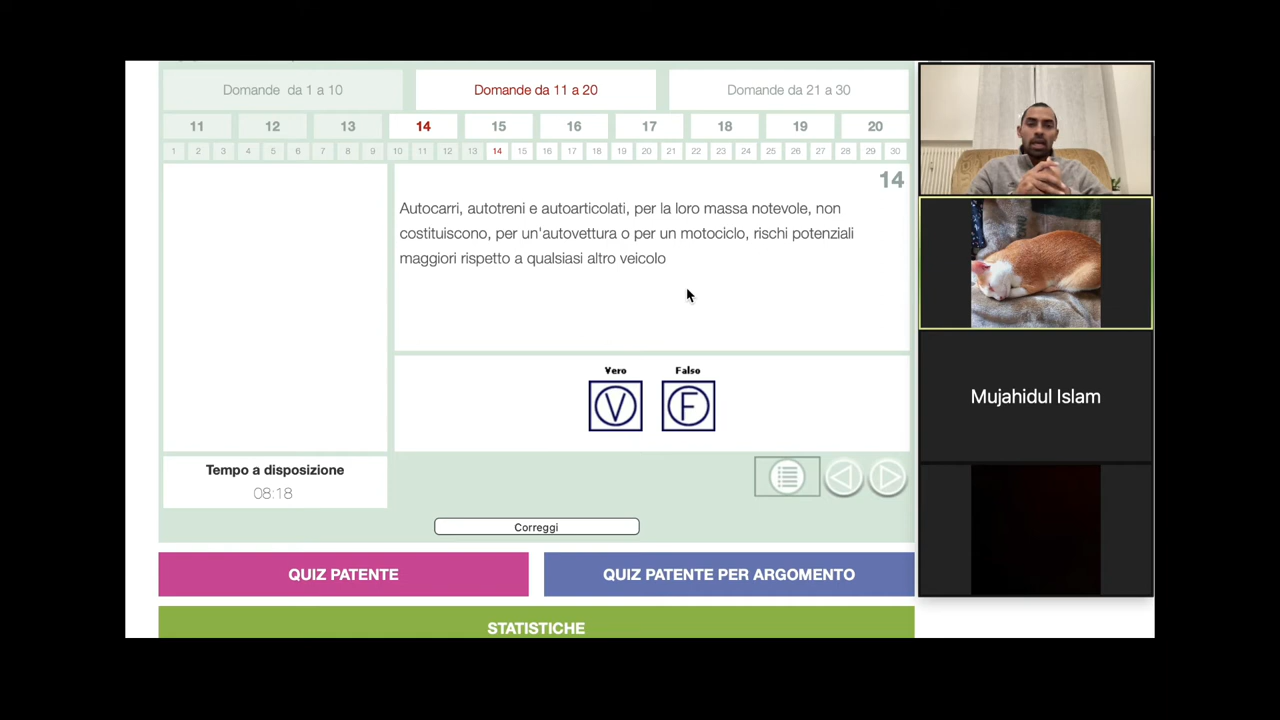 Domande da 1 a 10
Domande da 11 a 20
Domande da 21 a 30
11 12 13 14 15 16 17 18 19 20
1 2 3 4 5 6 7 8 9 10 11 12 13 14 15 16 17 18 19 20 21 22 23 24 25 26 27 28 29 30
14
Autocarri, autotreni e autoarticolati, per la loro massa notevole, non
costituiscono, per un'autovettura o per un motociclo, rischi potenziali
maggiori rispetto a qualsiasi altro veicolo
Vero Falso
V F
Tempo a disposizione
08:18
Correggi
QUIZ PATENTE
QUIZ PATENTE PER ARGOMENTO
STATISTICHE
Mujahidul Islam